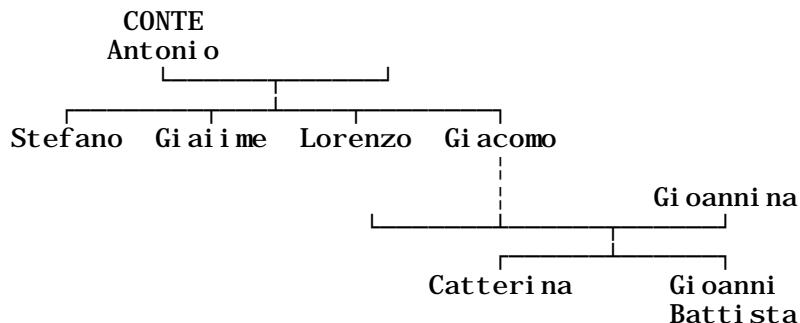 CONTE
Antonio
Stefano Giaiime Lorenzo Giacomo
Gioannina
Catterina Gioanni
Battista